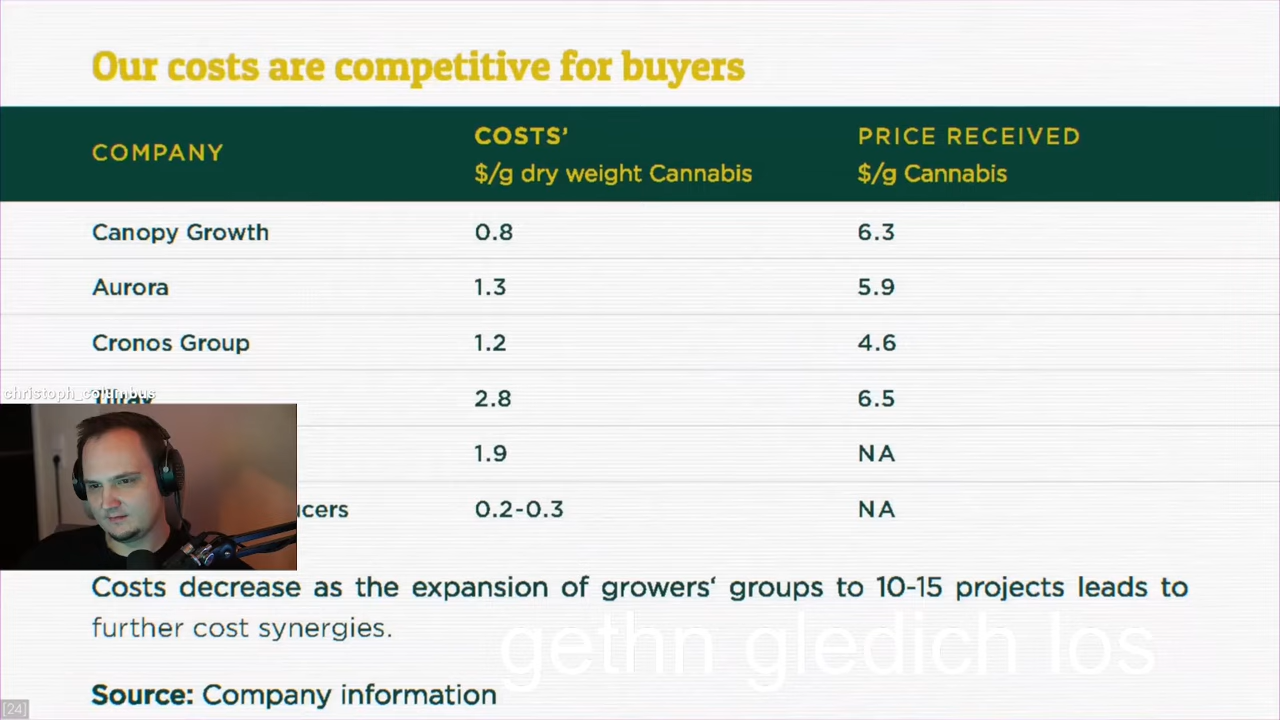 Our costs are competitive for buyers
COMPANY
COSTS’
$/g dry weight Cannabis
PRICE RECEIVED
$/g Cannabis
Canopy Growth 0.8 6.3
Aurora 1.3 5.9
Cronos Group 1.2 4.6
christoph_columbus
2.8 6.5
1.9 NA
0.2-0.3 NA
Costs decrease as the expansion of growers‘ groups to 10-15 projects leads to
further cost synergies.
gethn gledich los
Source: Company information
[24]